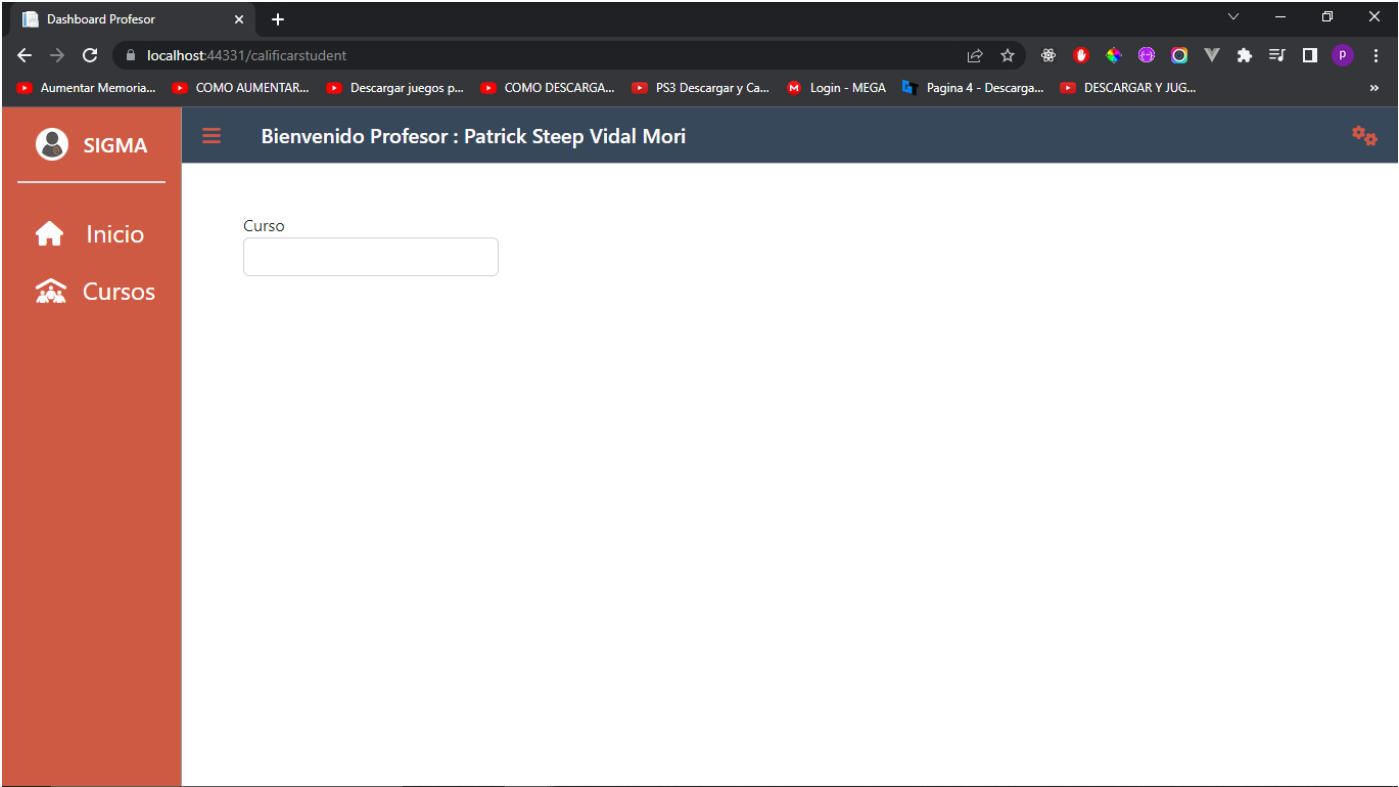 Dashboard Profesor
localhost:44331/calificarstudent
P
Aumentar Memoria... COMO AUMENTAR... Descargar juegos p... COMO DESCARGA... PS3 Descargar y Ca... Login - MEGA Pagina 4 - Descarga... DESCARGAR Y JUG... »
SIGMA
Bienvenido Profesor : Patrick Steep Vidal Mori
Inicio
Cursos
Curso